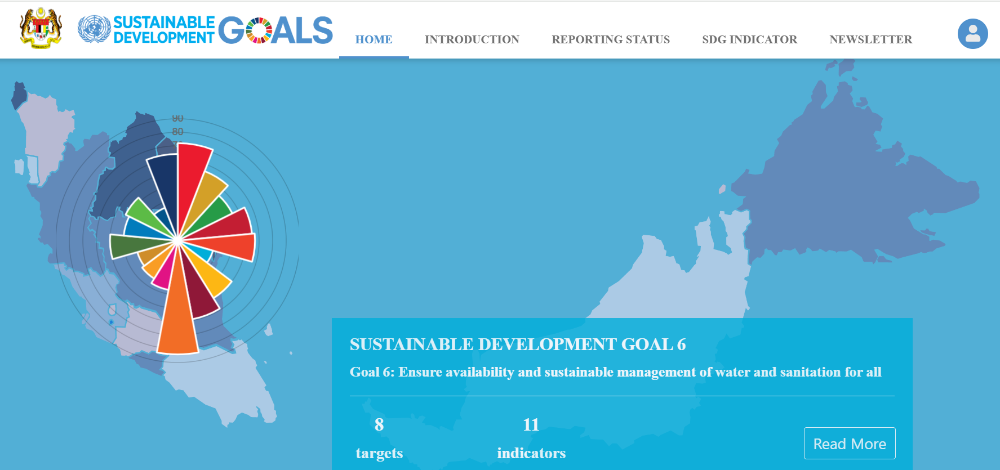 SUSTAINABLE
DEVELOPMENT
GOALS
HOME
INTRODUCTION
REPORTING STATUS
SDG INDICATOR
NEWSLETTER
90
80
SUSTAINABLE DEVELOPMENT GOAL 6
Goal 6: Ensure availability and sustainable management of water and sanitation for all
8
targets
11
indicators
Read More